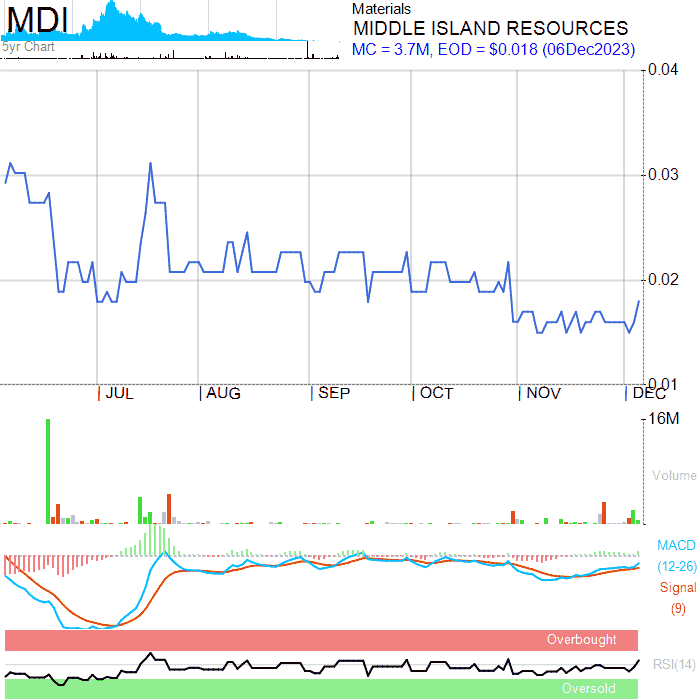 MDI
5yr Chart
Materials
MIDDLE ISLAND RESOURCES
MC = 3.7M, EOD = $0.018 (06Dec2023)
0.04
0.03
0.02
0.01
JUL AUG SEP OCT NOV DEC
16M
Volume
MACD
(12-26)
Signal
(9)
Overbought
RSI(14)
Oversold